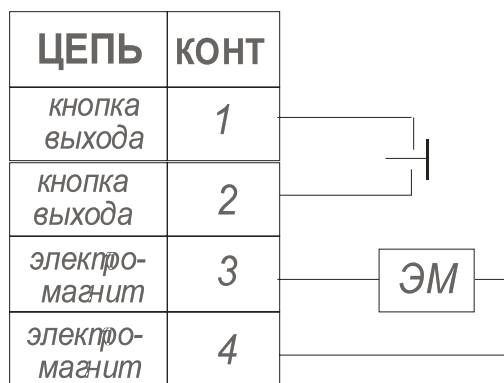 ЦЕПЬ КОНТ
кнопка
выхода
1
кнопка
выхода
2
электро-
магнит
3
ЭМ
электро-
магнит
4